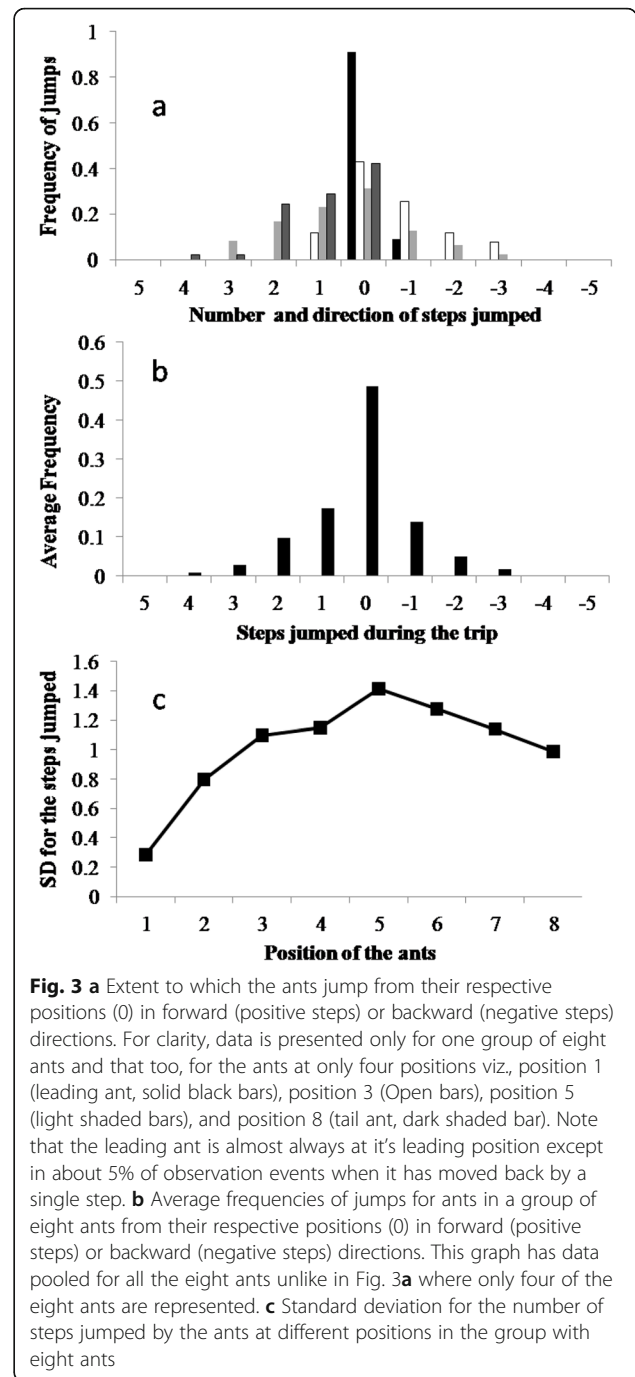 1
0.8
0.6
0.4
0.2
0
Frequency of jumps
a
5 4 3 2 1 0 -1 -2 -3 -4 -5
Number and direction of steps jumped
0.6
0.5
0.4
0.3
0.2
0.1
0
Average Frequency
b
5 4 3 2 1 0 -1 -2 -3 -4 -5
Steps jumped during the trip
1.6
1.4
1.2
1
0.8
0.6
0.4
0.2
0
SD for the steps jumped
c
1 2 3 4 5 6 7 8
Position of the ants
Fig. 3 a Extent to which the ants jump from their respective
positions (0) in forward (positive steps) or backward (negative steps)
directions. For clarity, data is presented only for one group of eight
ants and that too, for the ants at only four positions viz., position 1
(leading ant, solid black bars), position 3 (Open bars), position 5
(light shaded bars), and position 8 (tail ant, dark shaded bar). Note
that the leading ant is almost always at it's leading position except
in about 5% of observation events when it has moved back by a
single step. b Average frequencies of jumps for ants in a group of
eight ants from their respective positions (0) in forward (positive
steps) or backward (negative steps) directions. This graph has data
pooled for all the eight ants unlike in Fig. 3a where only four of the
eight ants are represented. c Standard deviation for the number of
steps jumped by the ants at different positions in the group with
eight ants